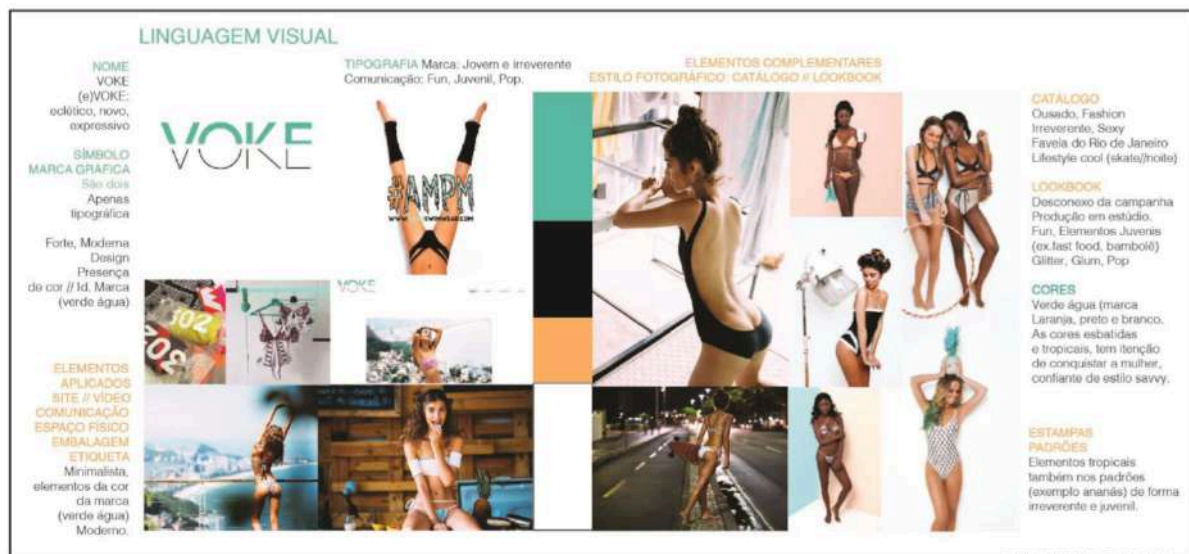 LINGUAGEM VISUAL
NOME
VOKE
(e)VOKE:
eclético, novo,
expressivo
SÍMBOLO
MARCA GRÁFICA
São dois
Apenas
tipográfica
Forte, Moderna
Design
Presença
de cor // Id. Marca
(verde água)
ELEMENTOS
APLICADOS
SITE // VÍDEO
COMUNICAÇÃO
ESPAÇO FÍSICO
EMBALAGEM
ETIQUETA
Minimalista,
elementos da cor
da marca
(verde água)
Moderno.
VOKE
TIPOGRAFIA Marca: Jovem e irreverente
Comunicação: Fun, Juvenil, Pop.
#AMPM
302
VOKE
ELEMENTOS COMPLEMENTARES
ESTILO FOTOGRÁFICO: CATÁLOGO // LOOKBOOK
CATÁLOGO
Ousado, Fashion
Irreverente, Sexy
Favela do Rio de Janeiro
Lifestyle cool (skate//noite)
LOOKBOOK
Desconexo da campanha
Produção em estúdio.
Fun, Elementos Juvenis
(ex.fast food, bambolê)
Glitter, Glum, Pop
CORES
Verde água (marca
Laranja, preto e branco.
As cores esbatidas
e tropicais, tem itenção
de conquistar a mulher,
confiante de estilo savvy.
ESTAMPAS
PADRÕES
Elementos tropicais
também nos padrões
(exemplo ananás) de forma
irreverente e juvenil.